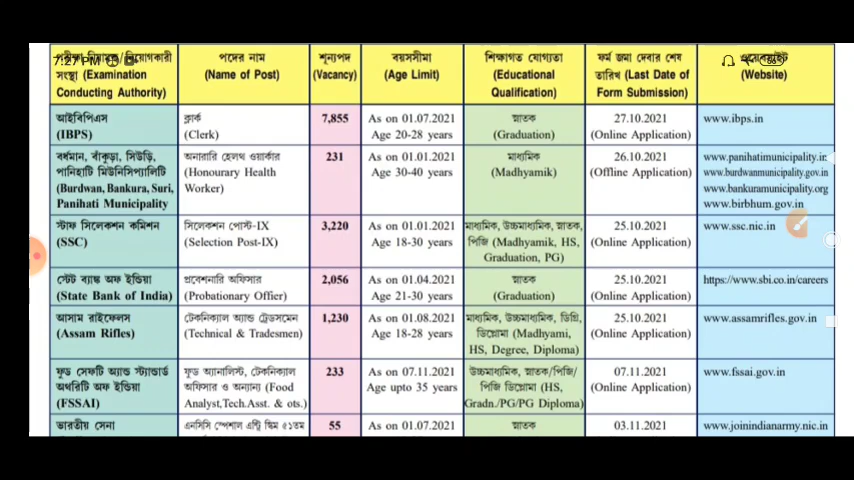 7:27 PM
পরীক্ষা নিয়ামক/নিয়োগকারী সংস্থা (Examination Conducting Authority)
পদের নাম (Name of Post)
শূন্যপদ (Vacancy)
বয়সসীমা (Age Limit)
শিক্ষাগত যোগ্যতা (Educational Qualification)
ফর্ম জমা দেবার শেষ তারিখ (Last Date of Form Submission)
ওয়েবসাইট (Website)
আইবিপিএস (IBPS)
ক্লার্ক (Clerk)
7,855
As on 01.07.2021
Age 20-28 years
স্নাতক (Graduation)
27.10.2021
(Online Application)
www.ibps.in
বর্ধমান, বাঁকুড়া, সিউড়ি,
পানিহাটি মিউনিসিপ্যালিটি
(Burdwan, Bankura, Suri,
Panihati Municipality
অনারারি হেলথ ওয়ার্কার
(Honourary Health
Worker)
231
As on 01.01.2021
Age 30-40 years
মাধ্যমিক
(Madhyamik)
26.10.2021
(Offline Application)
www.panihatimunicipality.in
www.burdwanmunicipality.gov.in
www.bankuramunicipality.org
www.birbhum.gov.in
স্টাফ সিলেকশন কমিশন
(SSC)
সিলেকশন পোস্ট-IX
(Selection Post-IX)
3,220
As on 01.01.2021
Age 18-30 years
মাধ্যমিক, উচ্চমাধ্যমিক, স্নাতক,
পিজি (Madhyamik, HS,
Graduation, PG)
25.10.2021
(Online Application)
www.ssc.nic.in
স্টেট ব্যাঙ্ক অফ ইন্ডিয়া
(State Bank of India)
প্রবেশনারি অফিসার
(Probationary Offier)
2,056
As on 01.04.2021
Age 21-30 years
স্নাতক
(Graduation)
25.10.2021
(Online Application)
https://www.sbi.co.in/careers
আসাম রাইফেলস
(Assam Rifles)
টেকনিক্যাল অ্যান্ড ট্রেডসমেন
(Technical & Tradesmen)
1,230
As on 01.08.2021
Age 18-28 years
মাধ্যমিক, উচ্চমাধ্যমিক, ডিগ্রি,
ডিপ্লোমা (Madhyami,
HS, Degree, Diploma)
25.10.2021
(Online Application)
www.assamrifles.gov.in
ফুড সেফটি অ্যান্ড স্ট্যান্ডার্ড
অথরিটি অফ ইন্ডিয়া
(FSSAI)
ফুড অ্যানালিস্ট, টেকনিক্যাল
অফিসার ও অন্যান্য (Food
Analyst,Tech.Asst. & ots.)
233
As on 07.11.2021
Age upto 35 years
উচ্চমাধ্যমিক, স্নাতক/পিজি/
পিজি ডিপ্লোমা (HS,
Gradn./PG/PG Diploma)
07.11.2021
(Online Application)
www.fssai.gov.in
ভারতীয় সেনা
এনসিসি স্পেশাল এন্ট্রি স্কিম ৫১তম
55
As on 01.07.2021
স্নাতক
03.11.2021
www.joinindianarmy.nic.in